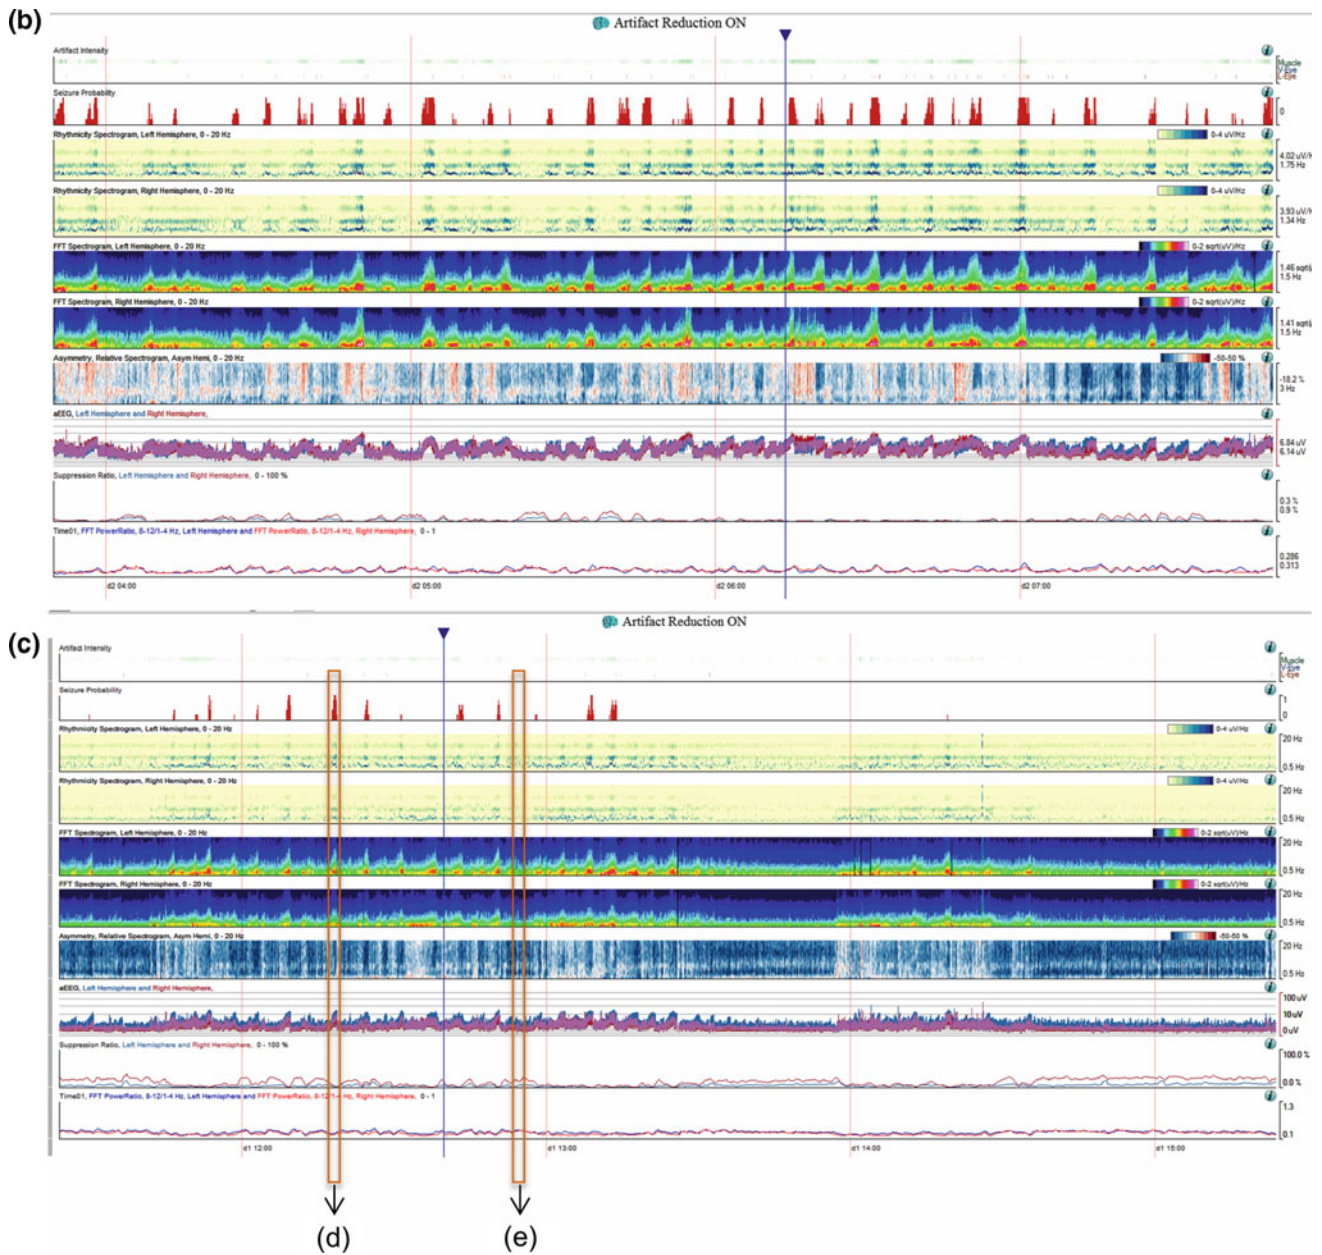 (b)
Artifact Reduction ON
Artifact Intensity
Muscle
V-Eye
L-Eye
Seizure Probability
0
Rhythmicity Spectrogram, Left Hemisphere, 0 - 20 Hz
0-4 uV/Hz
4.02 uV/H
1.75 Hz
Rhythmicity Spectrogram, Right Hemisphere, 0 - 20 Hz
0-4 uV/Hz
3.93 uV/H
1.34 Hz
FFT Spectrogram, Left Hemisphere, 0 - 20 Hz
0-2 sqrt(uV)/Hz
1.46 sqrt(
1.5 Hz
FFT Spectrogram, Right Hemisphere, 0 - 20 Hz
0-2 sqrt(uV)/Hz
1.41 sqrt(
1.5 Hz
Asymmetry, Relative Spectrogram, Asym Hemi, 0 - 20 Hz
-50-50 %
-18.2 %
3 Hz
aEEG, Left Hemisphere and Right Hemisphere,
6.84 uV
6.14 uV
Suppression Ratio, Left Hemisphere and Right Hemisphere, 0 - 100 %
0.3 %
0.9 %
Time01, FFT PowerRatio, 8-12/1-4 Hz, Left Hemisphere and FFT PowerRatio, 8-12/1-4 Hz, Right Hemisphere, 0 - 1
0.286
0.313
d2 04:00 d2 05:00 d2 06:00 d2 07:00
(c)
Artifact Reduction ON
Artifact Intensity
Muscle
V-Eye
L-Eye
Seizure Probability
1
0
Rhythmicity Spectrogram, Left Hemisphere, 0 - 20 Hz
0-4 uV/Hz
20 Hz
0.5 Hz
Rhythmicity Spectrogram, Right Hemisphere, 0 - 20 Hz
0-4 uV/Hz
20 Hz
0.5 Hz
FFT Spectrogram, Left Hemisphere, 0 - 20 Hz
0-2 sqrt(uV)/Hz
20 Hz
0.5 Hz
FFT Spectrogram, Right Hemisphere, 0 - 20 Hz
0-2 sqrt(uV)/Hz
20 Hz
0.5 Hz
Asymmetry, Relative Spectrogram, Asym Hemi, 0 - 20 Hz
-50-50 %
20 Hz
0.5 Hz
aEEG, Left Hemisphere and Right Hemisphere,
100 uV
10 uV
0 uV
Suppression Ratio, Left Hemisphere and Right Hemisphere, 0 - 100 %
100.0 %
0.0 %
Time01, FFT PowerRatio, 8-12/1-4 Hz, Left Hemisphere and FFT PowerRatio, 8-12/1-4 Hz, Right Hemisphere, 0 - 1
1.3
0.1
d1 12:00 d1 13:00 d1 14:00 d1 15:00
(d) (e)